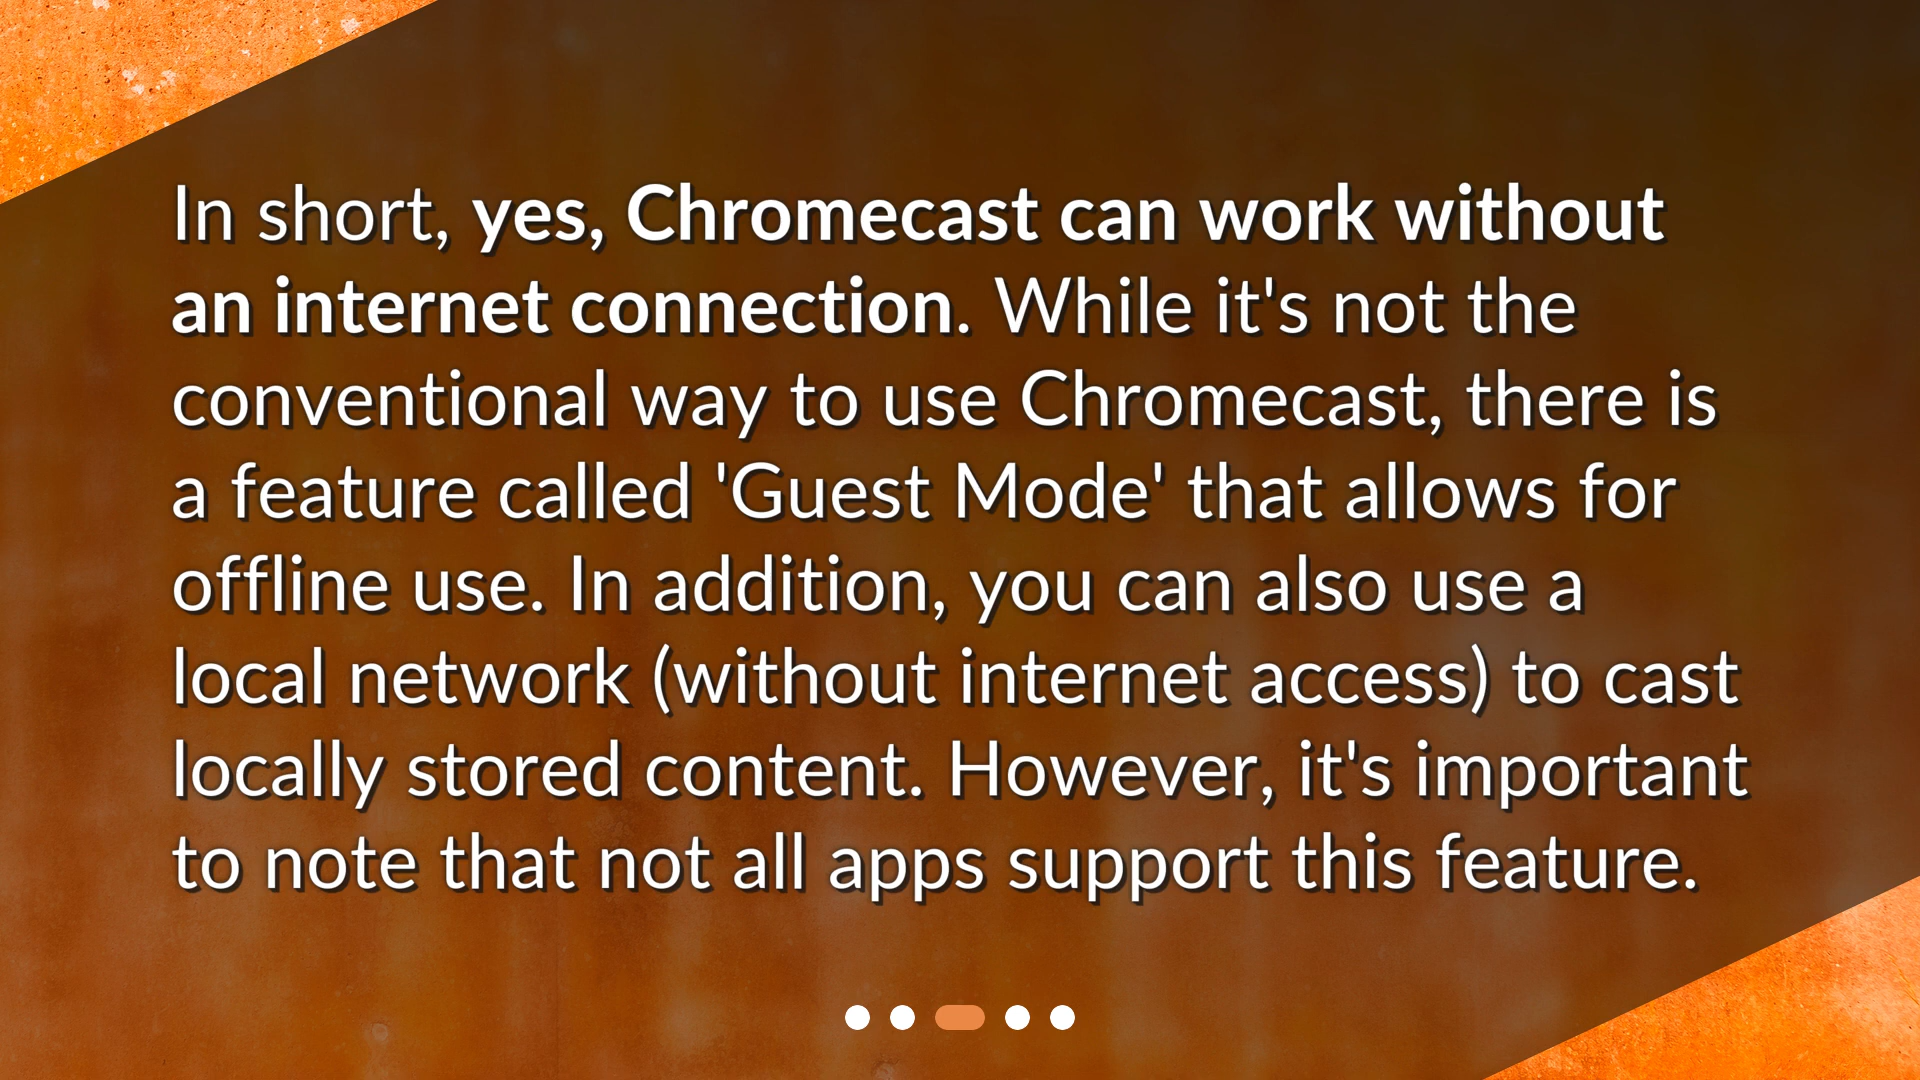 In short, yes, Chromecast can work without
an internet connection. While it's not the
conventional way to use Chromecast, there is
a feature called 'Guest Mode' that allows for
offline use. In addition, you can also use a
local network (without internet access) to cast
locally stored content. However, it's important
to note that not all apps support this feature.